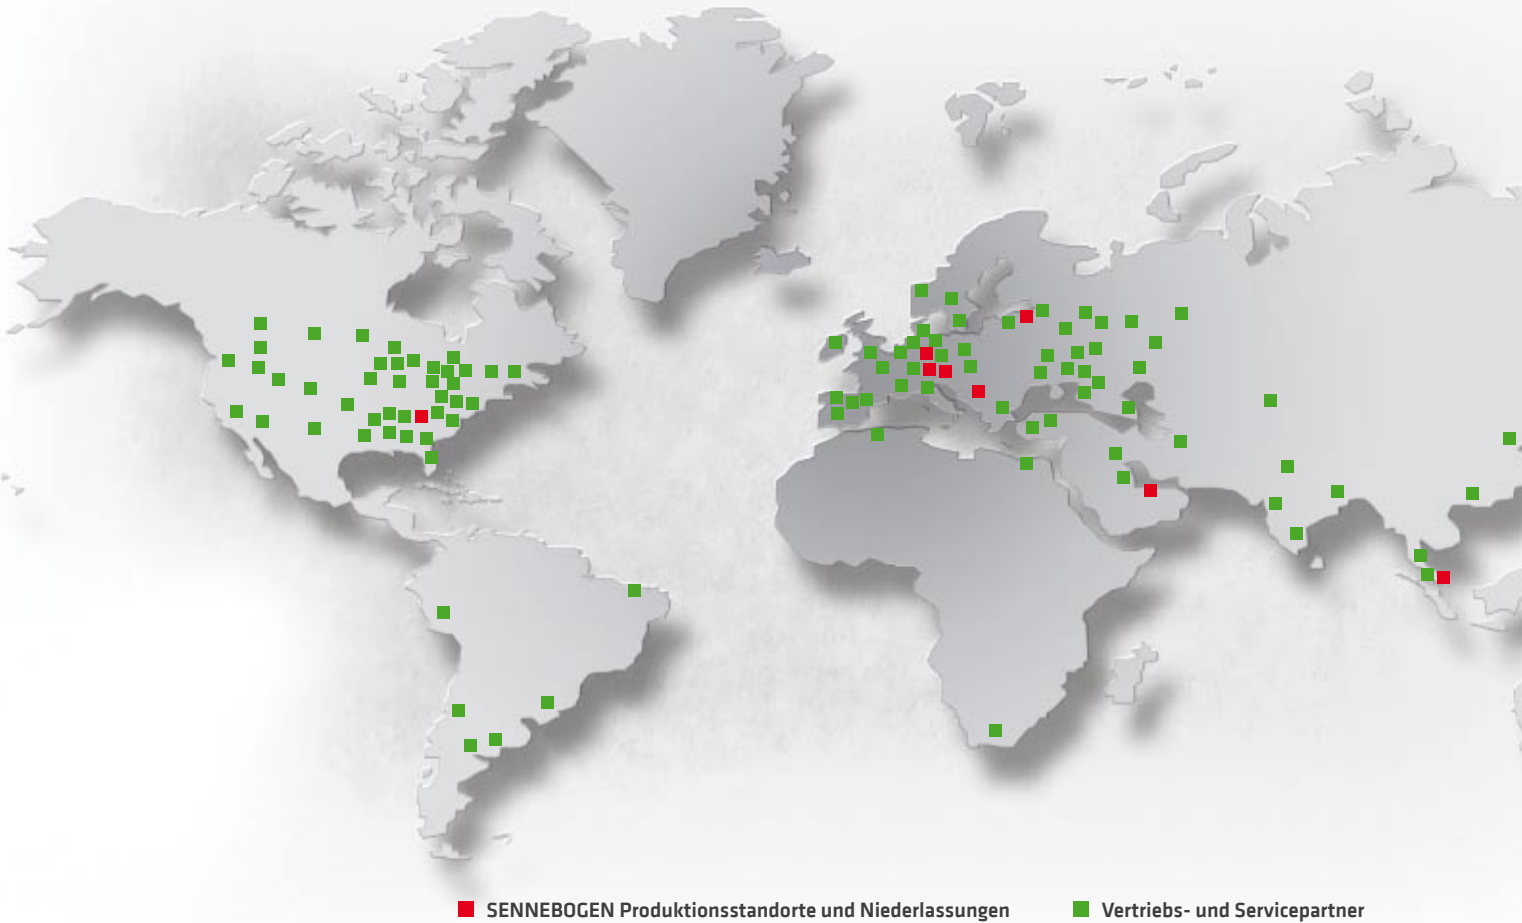 SENNEBOGEN Produktionsstandorte und Niederlassungen
Vertriebs- und Servicepartner